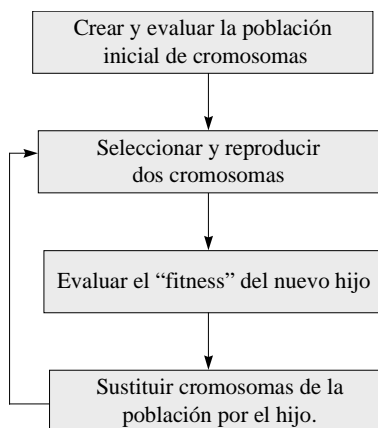 Crear y evaluar la población
inicial de cromosomas
Seleccionar y reproducir
dos cromosomas
Evaluar el “fitness” del nuevo hijo
Sustituir cromosomas de la
población por el hijo.